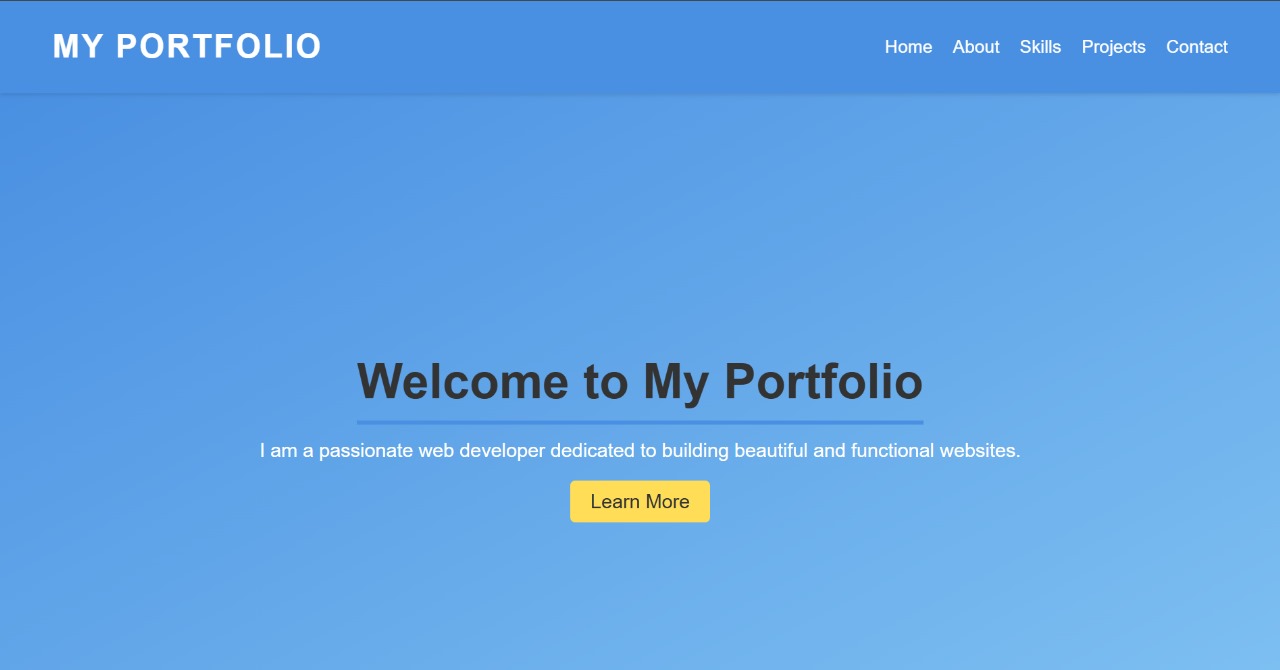 MY PORTFOLIO
Home About Skills Projects Contact
Welcome to My Portfolio
I am a passionate web developer dedicated to building beautiful and functional websites.
Learn More